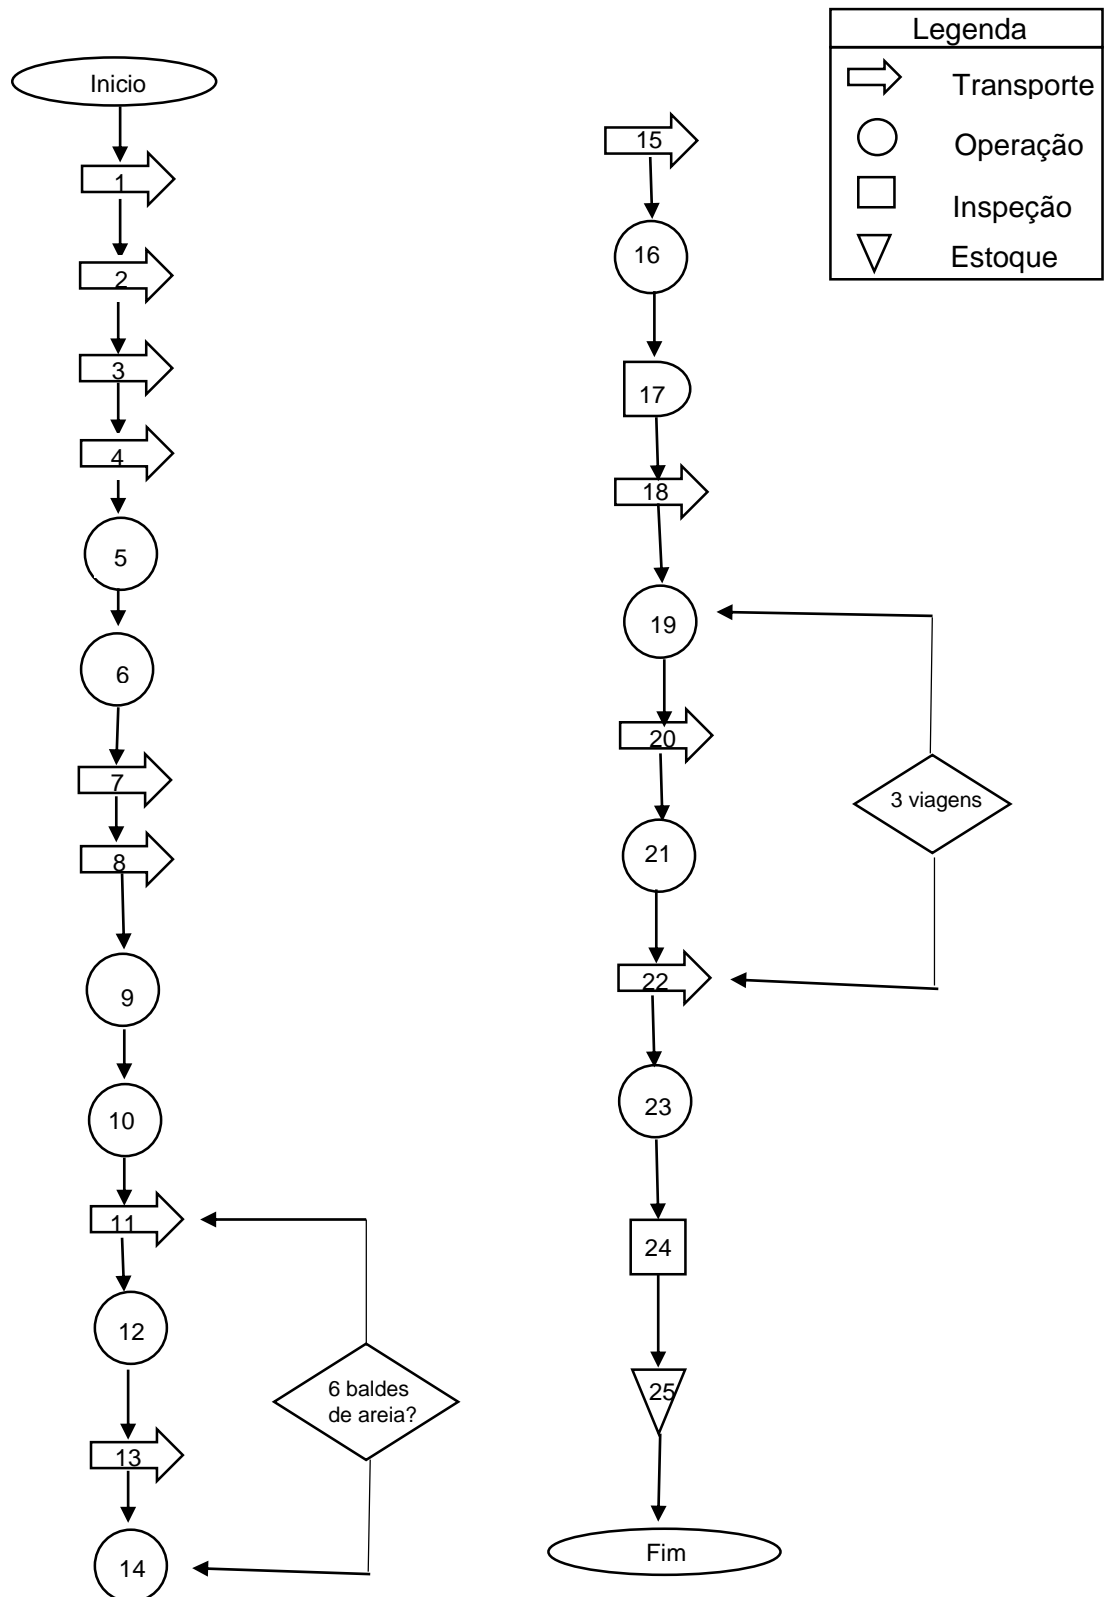 Inicio
1
2
3
4
5
6
7
8
9
10
11
12
13
14
6 baldes
de areia?
15
16
17
18
19
20
21
22
23
24
25
Fim
3 viagens
Legenda
Transporte
Operação
Inspeção
Estoque